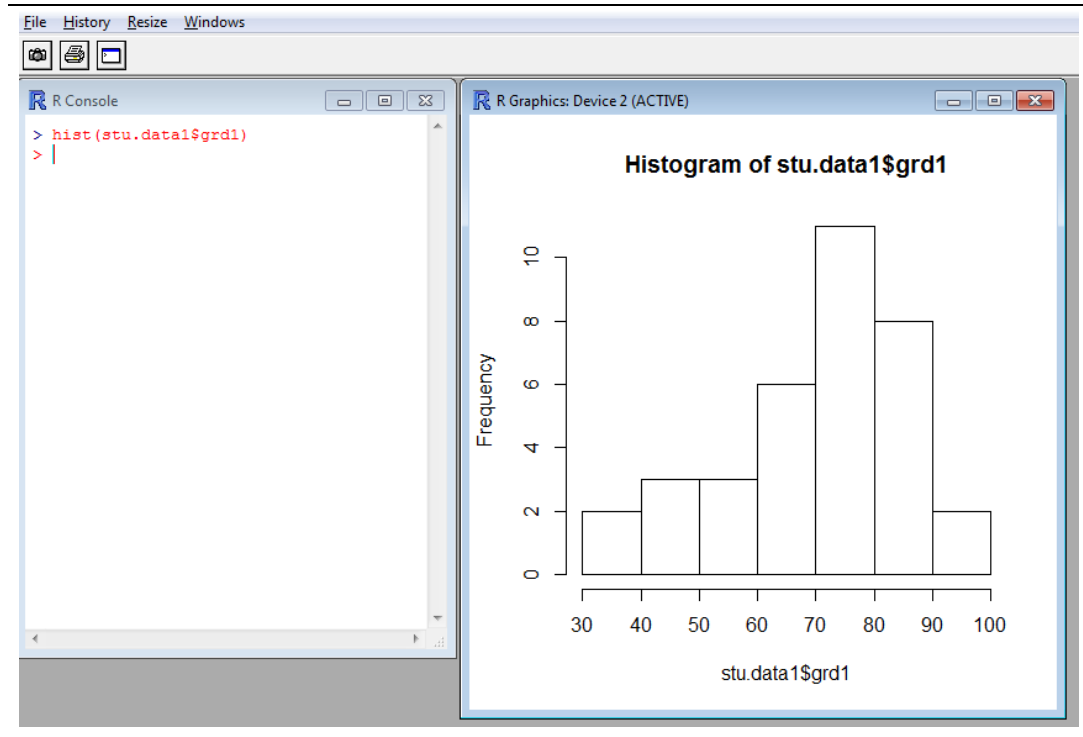 File History Resize Windows
R Console
> hist(stu.data1$grd1)
>
R Graphics: Device 2 (ACTIVE)
Histogram of stu.data1$grd1
Frequency
10
8
6
4
2
0
30 40 50 60 70 80 90 100
stu.data1$grd1